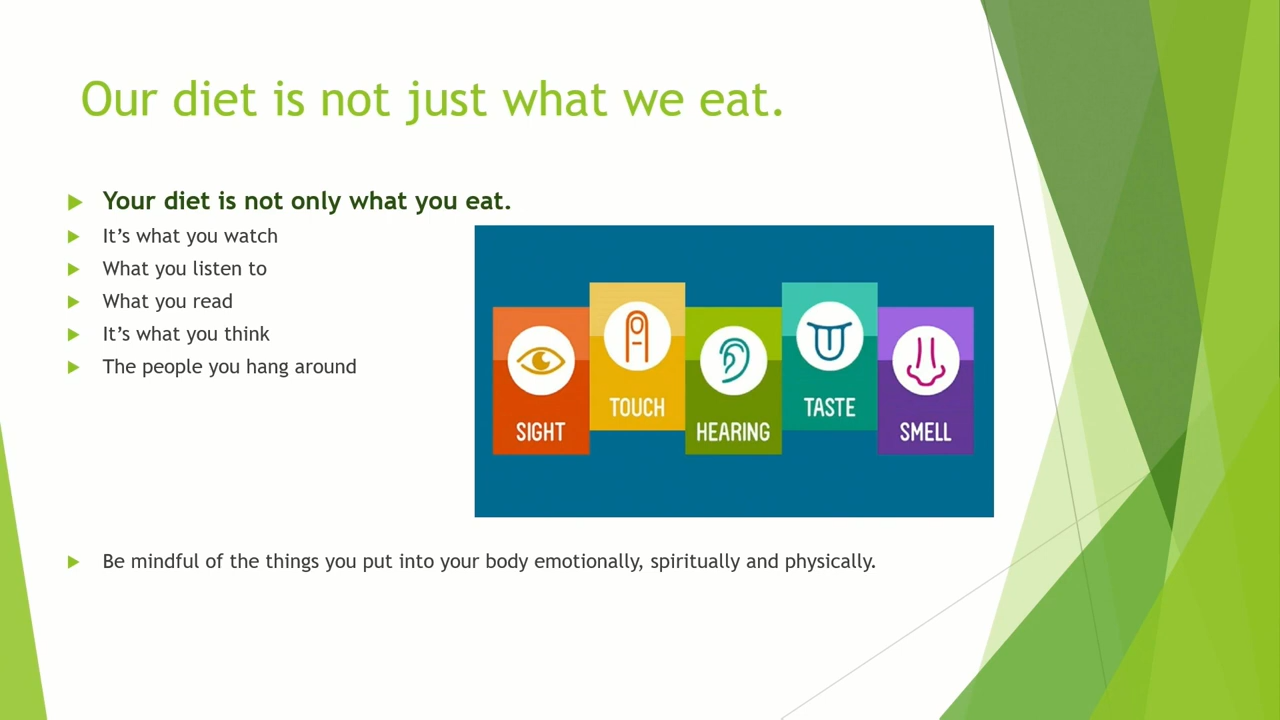 Our diet is not just what we eat.
Your diet is not only what you eat.
It’s what you watch
What you listen to
What you read
It’s what you think
The people you hang around
SIGHT
TOUCH
HEARING
TASTE
SMELL
Be mindful of the things you put into your body emotionally, spiritually and physically.